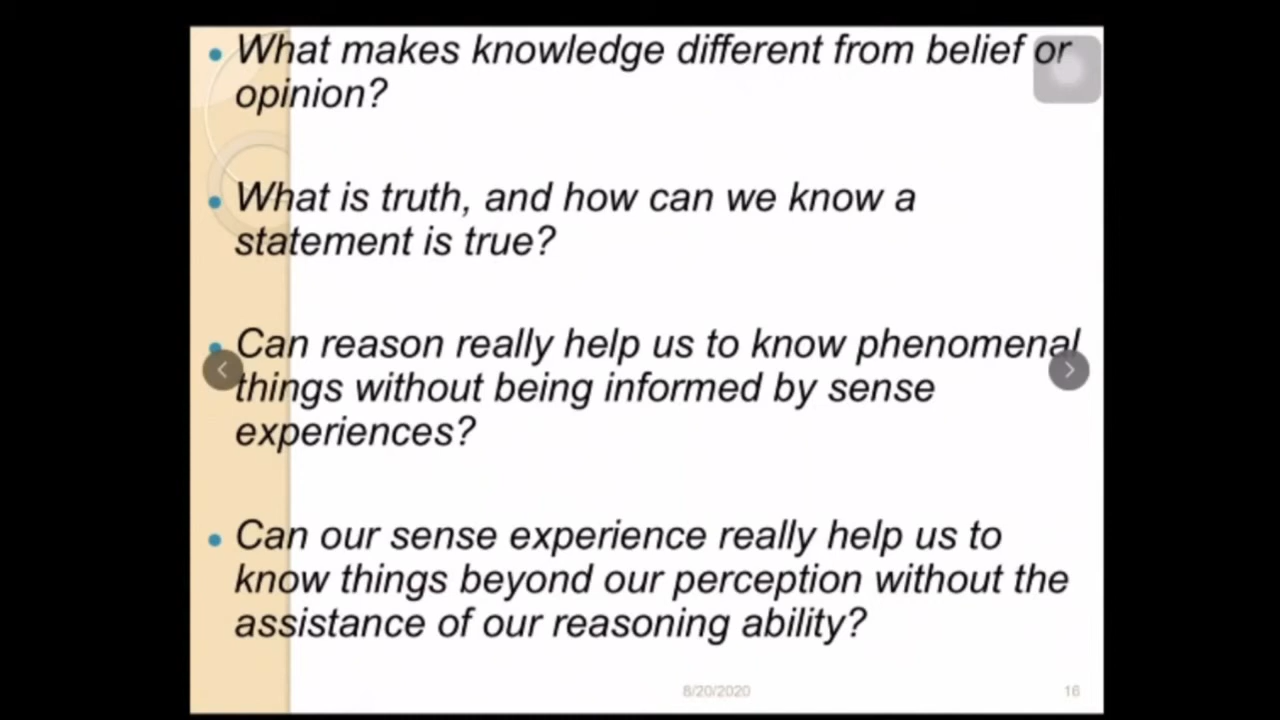 • What makes knowledge different from belief or
opinion?
• What is truth, and how can we know a
statement is true?
• Can reason really help us to know phenomenal
things without being informed by sense
experiences?
• Can our sense experience really help us to
know things beyond our perception without the
assistance of our reasoning ability?
8/20/2020 16